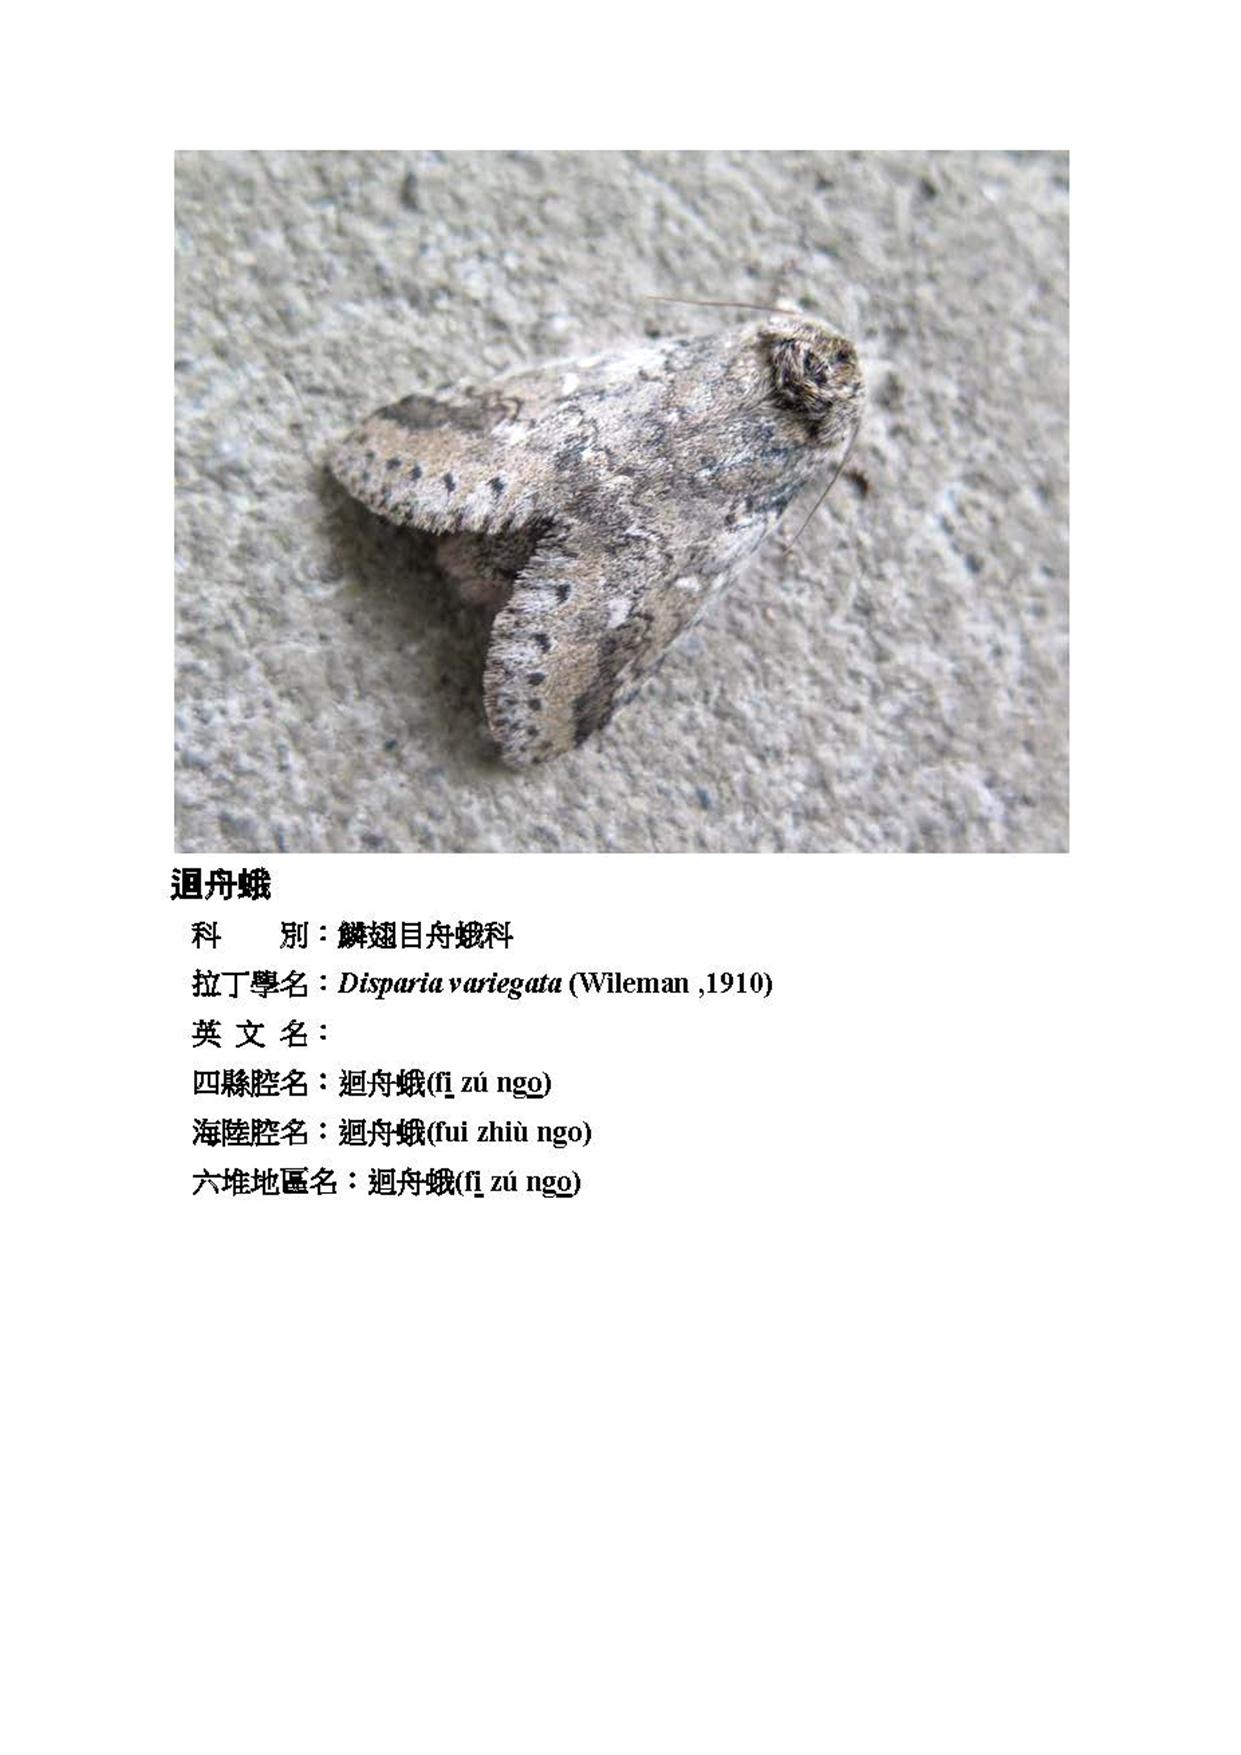 迴舟蛾
科　　別：鱗翅目舟蛾科
拉丁學名：Disparia variegata (Wileman ,1910)
英 文 名：
四縣腔名：迴舟蛾(fi̲ zú ngo̲)
海陸腔名：迴舟蛾(fui zhiù ngo)
六堆地區名：迴舟蛾(fi̲ zú ngo̲)